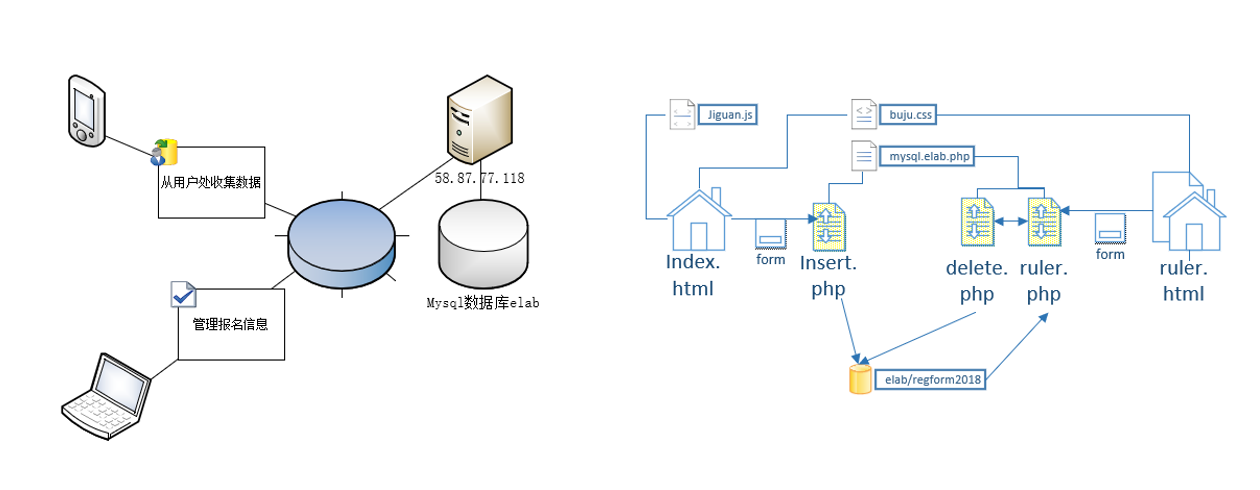 从用户处收集数据
58.87.77.118
Mysql数据库elab
管理报名信息
Jiguan.js
buju.css
mysql.elab.php
form
form
Index.
html
Insert.
php
delete.
php
ruler.
php
ruler.
html
elab/regform2018